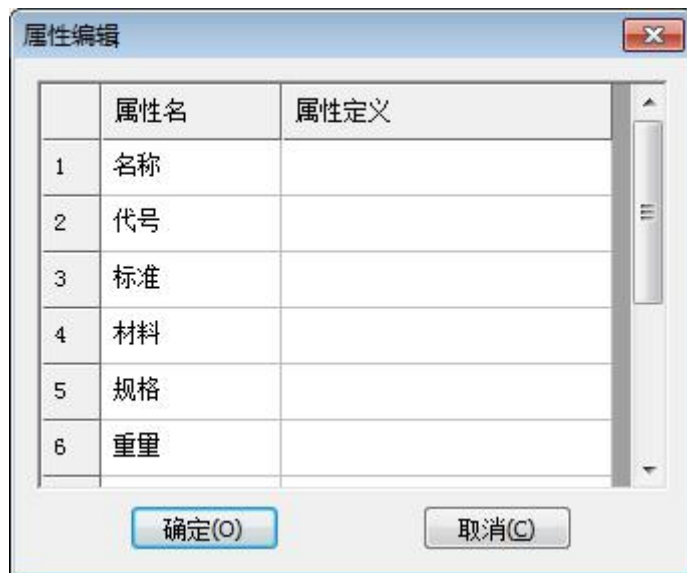 属性编辑
属性名 属性定义
1 名称
2 代号
3 标准
4 材料
5 规格
6 重量
确定(O) 取消(C)